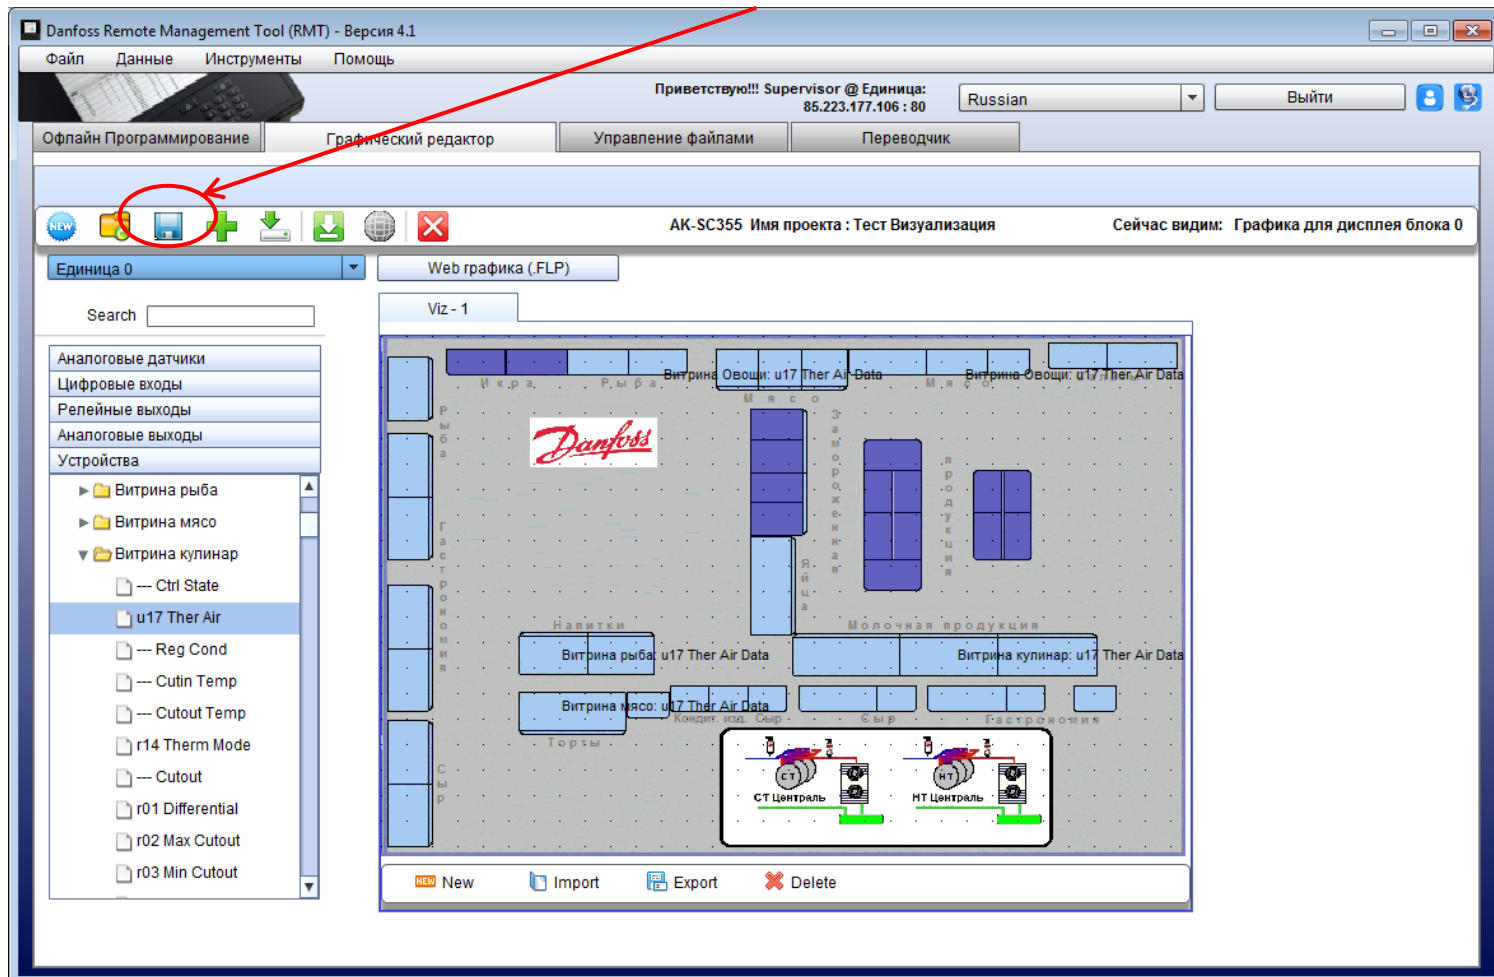 Danfoss Remote Management Tool (RMT) - Версия 4.1
Файл Данные Инструменты Помощь
Приветствую!!! Supervisor @ Единица:
85.223.177.106 : 80
Russian
Выйти
Офлайн Программирование Графический редактор Управление файлами Переводчик
NEW
AK-SC355 Имя проекта : Тест Визуализация
Сейчас видим: Графика для дисплея блока 0
Единица 0
Web графика (.FLP)
Search
Viz - 1
Аналоговые датчики
Цифровые входы
Релейные выходы
Аналоговые выходы
Устройства
Витрина рыба
Витрина мясо
Витрина кулинар
--- Ctrl State
u17 Ther Air
--- Reg Cond
--- Cutin Temp
--- Cutout Temp
r14 Therm Mode
--- Cutout
r01 Differential
r02 Max Cutout
r03 Min Cutout
Икра
Рыба
Витрина Овощи: u17 Ther Air Data
Мясо
Витрина Овощи: u17 Ther Air Data
Мясо
Рыба
Danfoss
Замороженная
продукция
Гастрономия
Яйца
Напитки
Молочная продукция
Витрина рыба: u17 Ther Air Data
Витрина кулинар: u17 Ther Air Data
Витрина мясо: u17 Ther Air Data
Кондит. изд. Сыр
Сыр
Гастрономия
Торты
Сыр
СТ
НТ
СТ Централь
НТ Централь
NEW New Import Export Delete